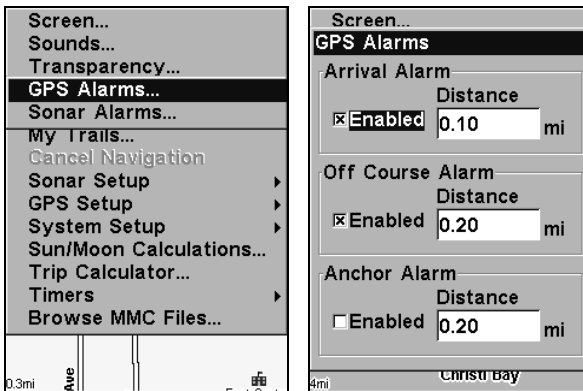 Screen...
Sounds...
Transparency...
GPS Alarms...
Sonar Alarms...
My Trails...
Cancel Navigation
Sonar Setup
GPS Setup
System Setup
Sun/Moon Calculations...
Trip Calculator...
Timers
Browse MMC Files...
0.3mi
Ave
Screen...
GPS Alarms
Arrival Alarm
Distance
Enabled 0.10 mi
Off Course Alarm
Distance
Enabled 0.20 mi
Anchor Alarm
Distance
Enabled 0.20 mi
4mi
Christi Bay